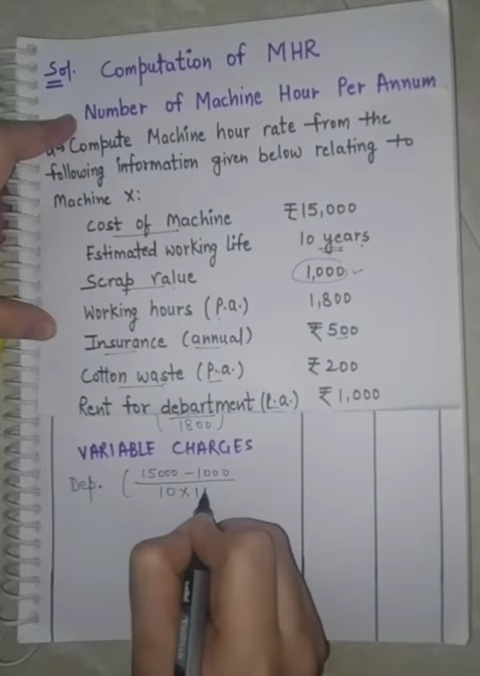 Sol. Computation of MHR
Number of Machine Hour Per Annum
Compute Machine hour rate from the
following information given below relating to
Machine X:
Cost of Machine ₹15,000
Estimated working life 10 years
Scrap value 1,000
Working hours (P.a.) 1,800
Insurance (annual) ₹500
Cotton waste (P.a.) ₹200
Rent for department (P.a.) ₹1,000
1800
VARIABLE CHARGES
Dep. (15000 - 1000
10 × 1